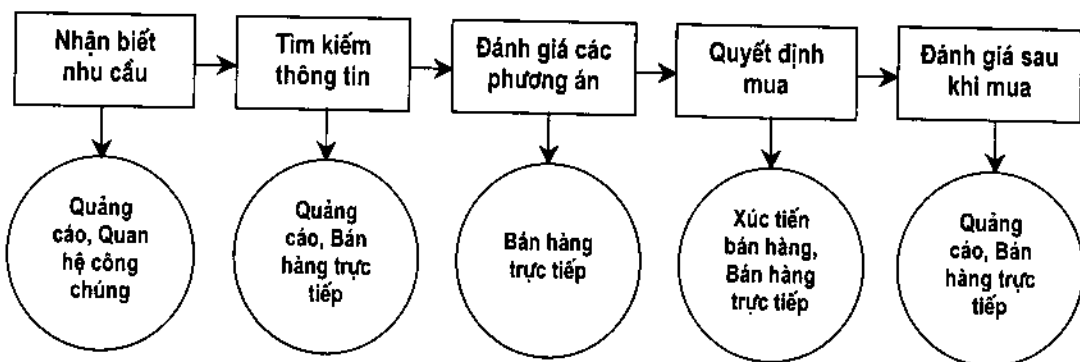 Nhận biết
nhu cầu
Tìm kiếm
thông tin
Đánh giá các
phương án
Quyết định
mua
Đánh giá sau
khi mua
Quảng
cáo, Quan
hệ công
chúng
Quảng
cáo, Bán
hàng trực
tiếp
Bán hàng
trực tiếp
Xúc tiến
bán hàng,
Bán hàng
trực tiếp
Quảng
cáo, Bán
hàng trực
tiếp